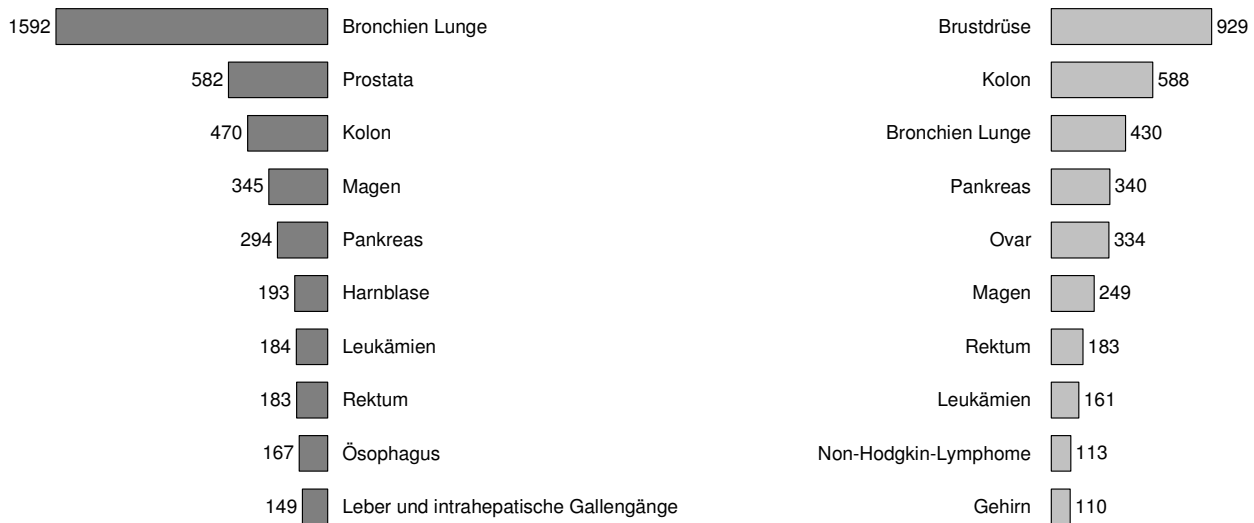 1592 Bronchien Lunge Brustdrüse 929
582 Prostata Kolon 588
470 Kolon Bronchien Lunge 430
345 Magen Pankreas 340
294 Pankreas Ovar 334
193 Harnblase Magen 249
184 Leukämien Rektum 183
183 Rektum Leukämien 161
167 Ösophagus Non-Hodgkin-Lymphome 113
149 Leber und intrahepatische Gallengänge Gehirn 110